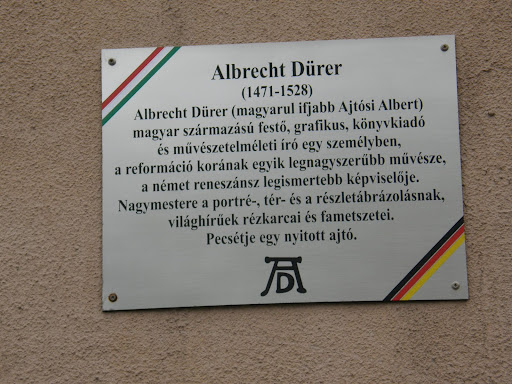 Albrecht Dürer
(1471-1528)
Albrecht Dürer (magyarul ifjabb Ajtósi Albert)
magyar származású festő, grafikus, könyvkiadó
és művészetelméleti író egy személyben,
a reformáció korának egyik legnagyszerűbb művésze,
a német reneszánsz legismertebb képviselője.
Nagymestere a portré-, tér- és a részletábrázolásnak,
világhírűek rézkarcai és fametszetei.
Pecsétje egy nyitott ajtó.
AD